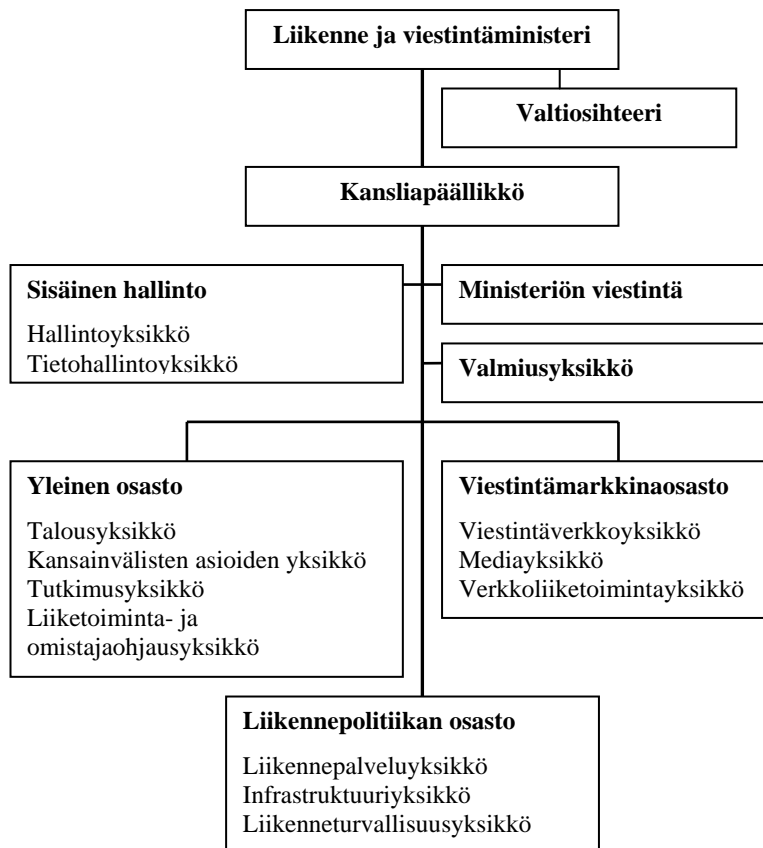 Liikenne ja viestintäministeri
Valtiosihteeri
Kansliapäällikkö
Sisäinen hallinto
Hallintoyksikkö
Tietohallintoyksikkö
Ministeriön viestintä
Valmiusyksikkö
Yleinen osasto
Talousyksikkö
Kansainvälisten asioiden yksikkö
Tutkimusyksikkö
Liiketoiminta- ja
omistajaohjausyksikkö
Viestintämarkkinaosasto
Viestintäverkkoyksikkö
Mediayksikkö
Verkkoliiketoimintayksikkö
Liikennepolitiikan osasto
Liikennepalveluyksikkö
Infrastruktuuriyksikkö
Liikenneturvallisuusyksikkö